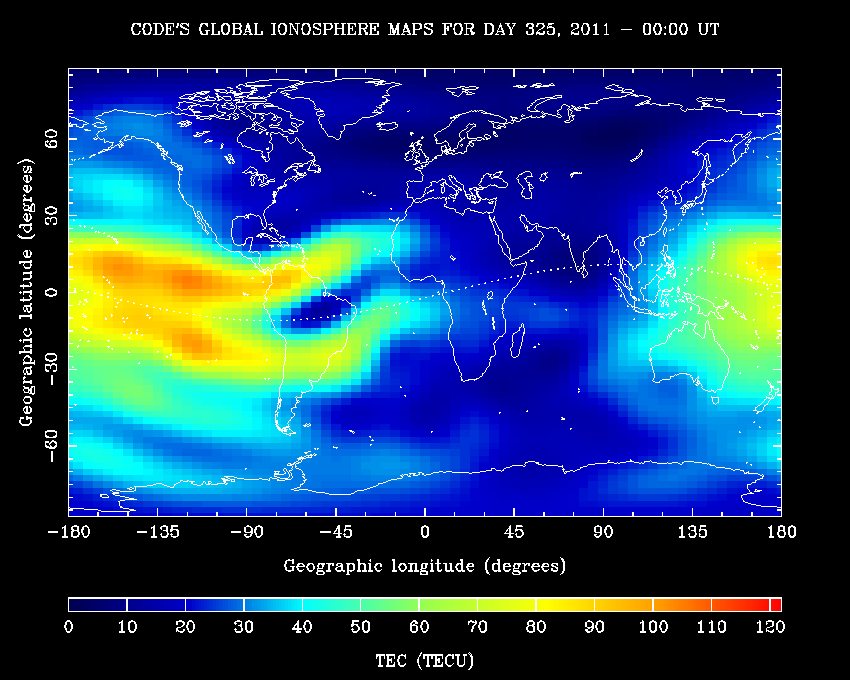 CODE'S GLOBAL IONOSPHERE MAPS FOR DAY 325, 2011 − 00:00 UT
Geographic latitude (degrees)
60
30
0
−30
−60
−180 −135 −90 −45 0 45 90 135 180
Geographic longitude (degrees)
0 10 20 30 40 50 60 70 80 90 100 110 120
TEC (TECU)